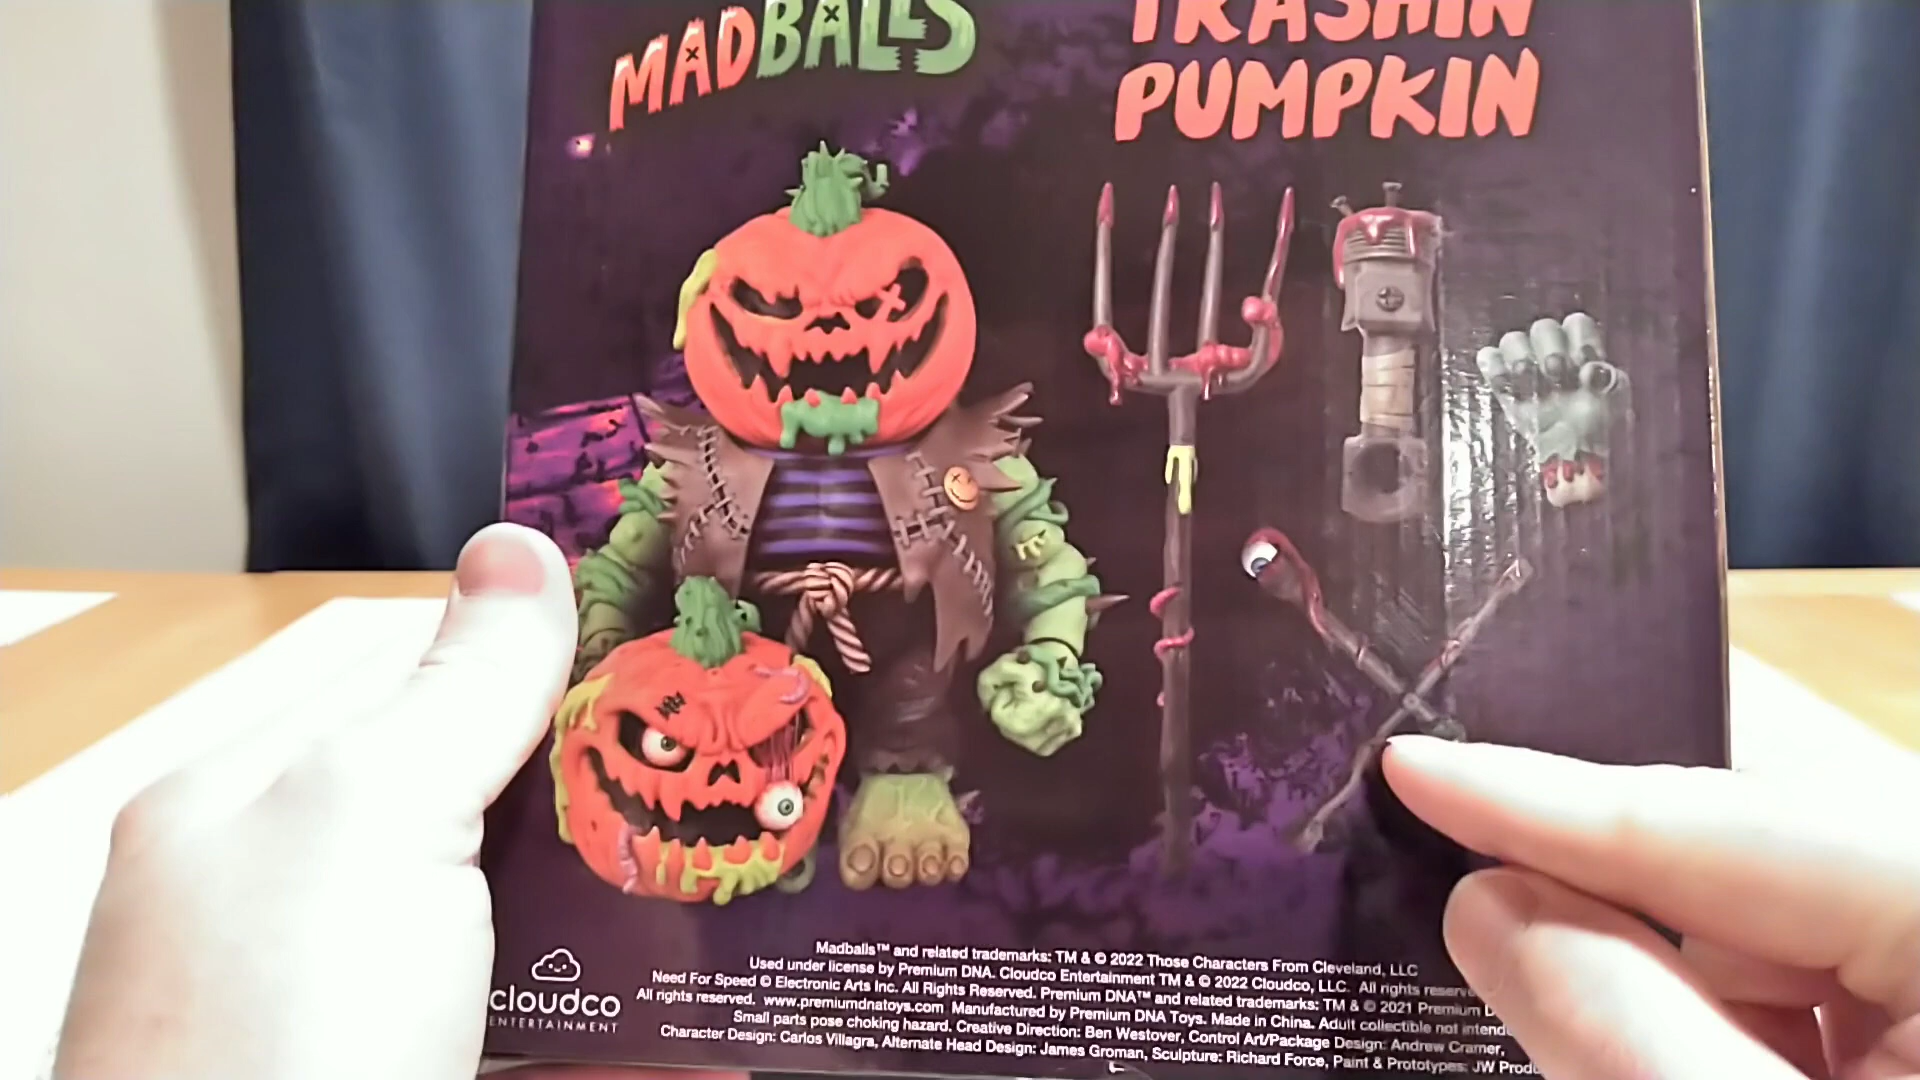 MADBALLS
TRASHIN
PUMPKIN
cloudco
ENTERTAINMENT
Madballs™ and related trademarks: TM & © 2022 Those Characters From Cleveland, LLC
Used under license by Premium DNA. Cloudco Entertainment TM & © 2022 Cloudco, LLC. All rights
Need For Speed © Electronic Arts Inc. All Rights Reserved. Premium DNA™ and related trademarks: TM & © 2021 Premium
All rights reserved. www.premiumdnatoys.com Manufactured by Premium DNA Toys. Made in China. Adult collectible not
Small parts pose choking hazard. Creative Direction: Ben Westover, Control Art/Package Design: Andrew Cramer,
Character Design: Carlos Villagra, Alternate Head Design: James Groman, Sculpture: Richard Force, Paint & Prototypes: JW